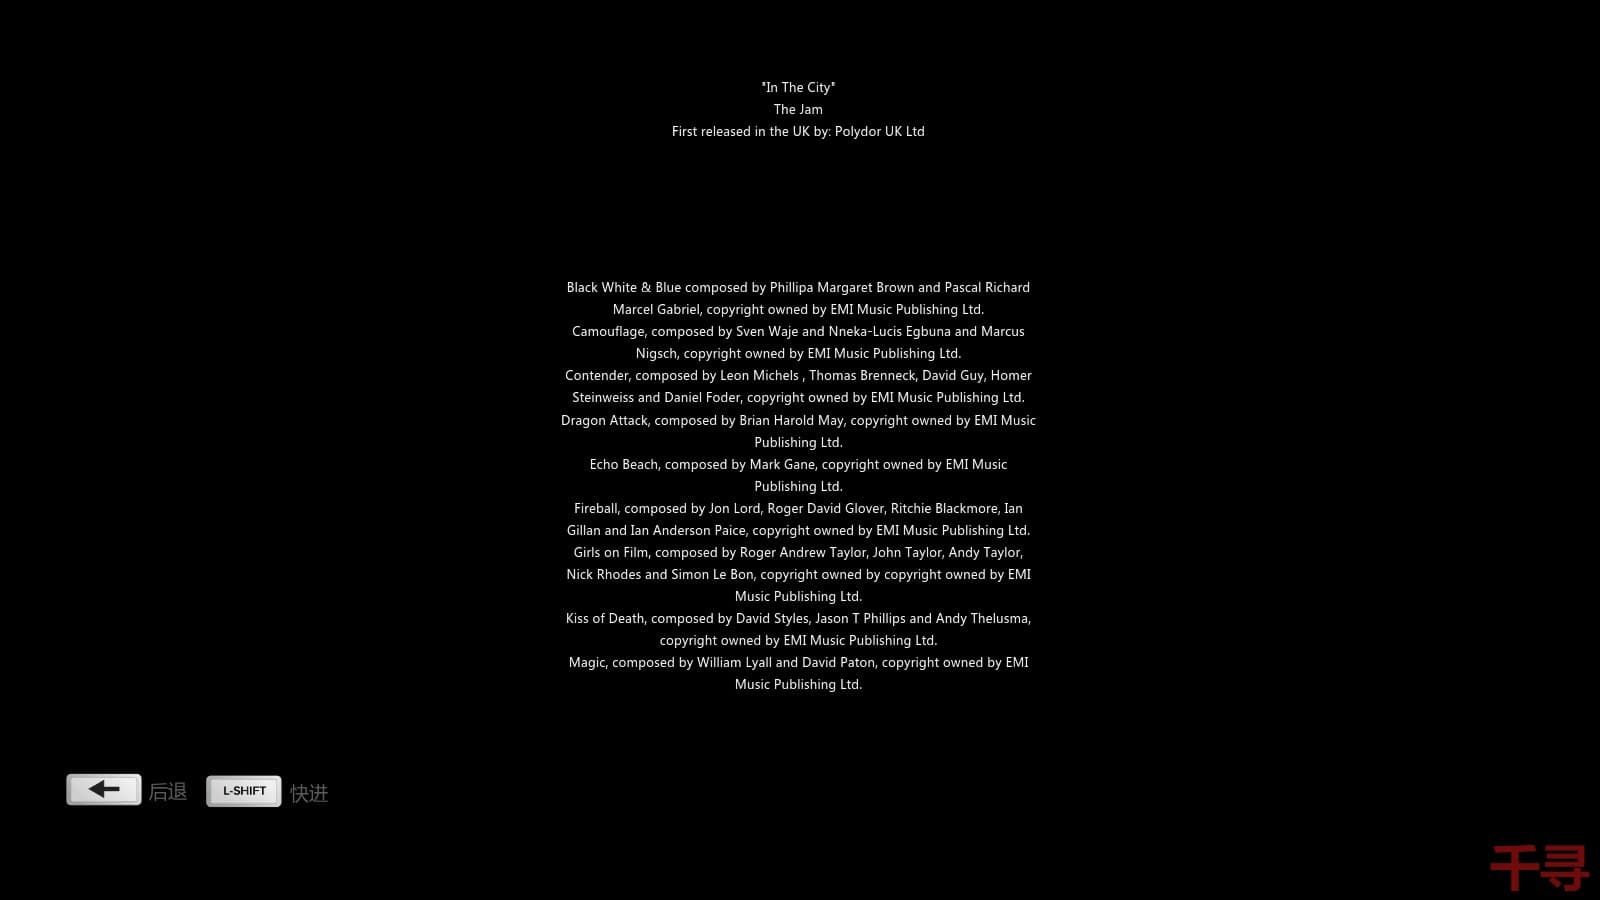 "In The City"
The Jam
First released in the UK by: Polydor UK Ltd
Black White & Blue composed by Phillipa Margaret Brown and Pascal Richard
Marcel Gabriel, copyright owned by EMI Music Publishing Ltd.
Camouflage, composed by Sven Waje and Nneka-Lucis Egbuna and Marcus
Nigsch, copyright owned by EMI Music Publishing Ltd.
Contender, composed by Leon Michels , Thomas Brenneck, David Guy, Homer
Steinweiss and Daniel Foder, copyright owned by EMI Music Publishing Ltd.
Dragon Attack, composed by Brian Harold May, copyright owned by EMI Music
Publishing Ltd.
Echo Beach, composed by Mark Gane, copyright owned by EMI Music
Publishing Ltd.
Fireball, composed by Jon Lord, Roger David Glover, Ritchie Blackmore, Ian
Gillan and Ian Anderson Paice, copyright owned by EMI Music Publishing Ltd.
Girls on Film, composed by Roger Andrew Taylor, John Taylor, Andy Taylor,
Nick Rhodes and Simon Le Bon, copyright owned by copyright owned by EMI
Music Publishing Ltd.
Kiss of Death, composed by David Styles, Jason T Phillips and Andy Thelusma,
copyright owned by EMI Music Publishing Ltd.
Magic, composed by William Lyall and David Paton, copyright owned by EMI
Music Publishing Ltd.
后退 L-SHIFT 快进
千寻